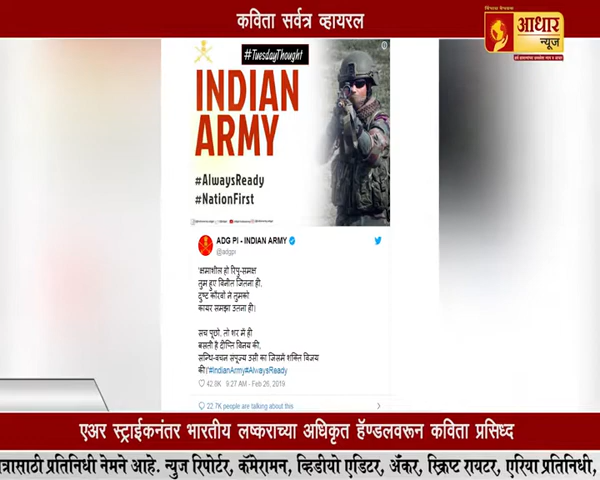 कविता सर्वत्र व्हायरल
आधार
न्यूज
#TuesdayThought
INDIAN
ARMY
#AlwaysReady
#NationFirst
ADG PI - INDIAN ARMY
@adgpi
'क्षमाशील हो रिपु-समक्ष
तुम हुए विनीत जितना ही,
दुष्ट कौरवों ने तुमको
कायर समझा उतना ही।
सच पूछो, तो शर में ही
बसती है दीप्ति विनय की,
सन्धि-वचन संपूज्य उसी का जिसमें शक्ति विजय
की।'#IndianArmy#AlwaysReady
42.8K 9:27 AM - Feb 26, 2019
22.7K people are talking about this
एअर स्ट्राईकनंतर भारतीय लष्कराच्या अधिकृत हॅण्डलवरून कविता प्रसिध्द
त्रासाठी प्रतिनिधी नेमने आहे. न्युज रिपोर्टर, कॅमेरामन, व्हिडीयो एडिटर, अँकर, स्क्रिप्ट रायटर, एरिया प्रतिनिधी,